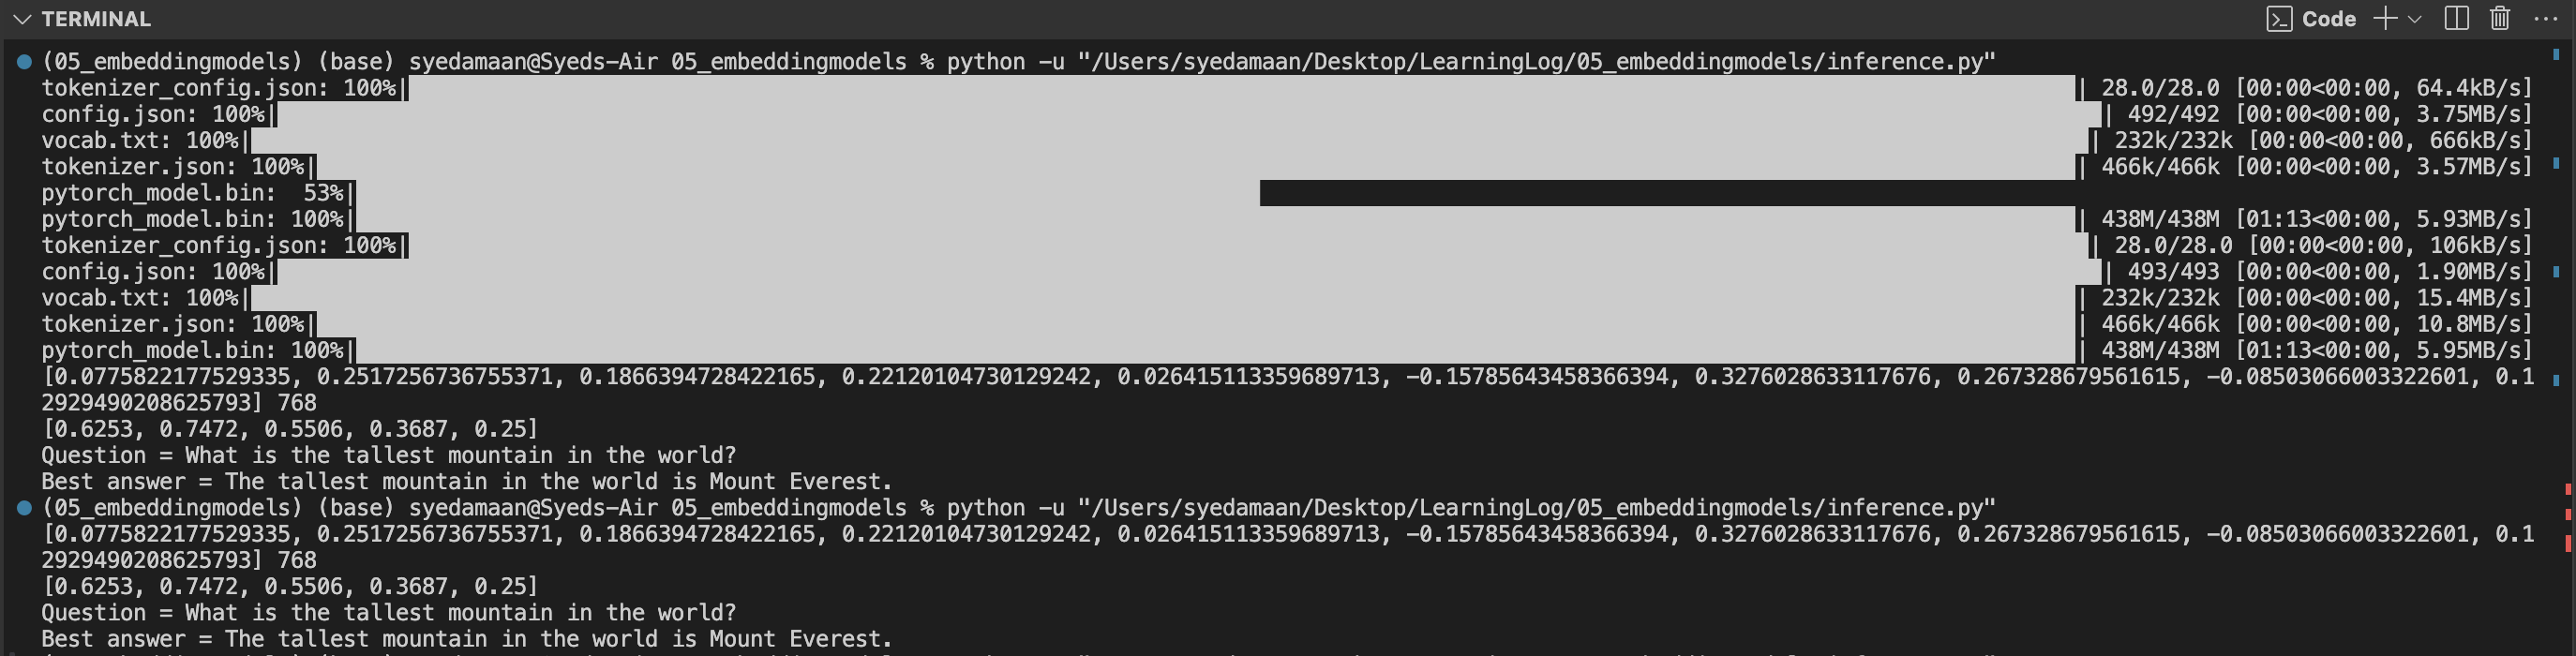 TERMINAL
Code
(05_embeddingmodels) (base) syedamaan@Syeds-Air 05_embeddingmodels % python -u "/Users/syedamaan/Desktop/LearningLog/05_embeddingmodels/inference.py"
tokenizer_config.json: 100%| | 28.0/28.0 [00:00<00:00, 64.4kB/s]
config.json: 100%| | 492/492 [00:00<00:00, 3.75MB/s]
vocab.txt: 100%| | 232k/232k [00:00<00:00, 666kB/s]
tokenizer.json: 100%| | 466k/466k [00:00<00:00, 3.57MB/s]
pytorch_model.bin: 53%|
pytorch_model.bin: 100%| | 438M/438M [01:13<00:00, 5.93MB/s]
tokenizer_config.json: 100%| | 28.0/28.0 [00:00<00:00, 106kB/s]
config.json: 100%| | 493/493 [00:00<00:00, 1.90MB/s]
vocab.txt: 100%| | 232k/232k [00:00<00:00, 15.4MB/s]
tokenizer.json: 100%| | 466k/466k [00:00<00:00, 10.8MB/s]
pytorch_model.bin: 100%| | 438M/438M [01:13<00:00, 5.95MB/s]
[0.0775822177529335, 0.2517256736755371, 0.1866394728422165, 0.22120104730129242, 0.026415113359689713, -0.15785643458366394, 0.3276028633117676, 0.267328679561615, -0.08503066003322601, 0.1
2929490208625793] 768
[0.6253, 0.7472, 0.5506, 0.3687, 0.25]
Question = What is the tallest mountain in the world?
Best answer = The tallest mountain in the world is Mount Everest.
(05_embeddingmodels) (base) syedamaan@Syeds-Air 05_embeddingmodels % python -u "/Users/syedamaan/Desktop/LearningLog/05_embeddingmodels/inference.py"
[0.0775822177529335, 0.2517256736755371, 0.1866394728422165, 0.22120104730129242, 0.026415113359689713, -0.15785643458366394, 0.3276028633117676, 0.267328679561615, -0.08503066003322601, 0.1
2929490208625793] 768
[0.6253, 0.7472, 0.5506, 0.3687, 0.25]
Question = What is the tallest mountain in the world?
Best answer = The tallest mountain in the world is Mount Everest.